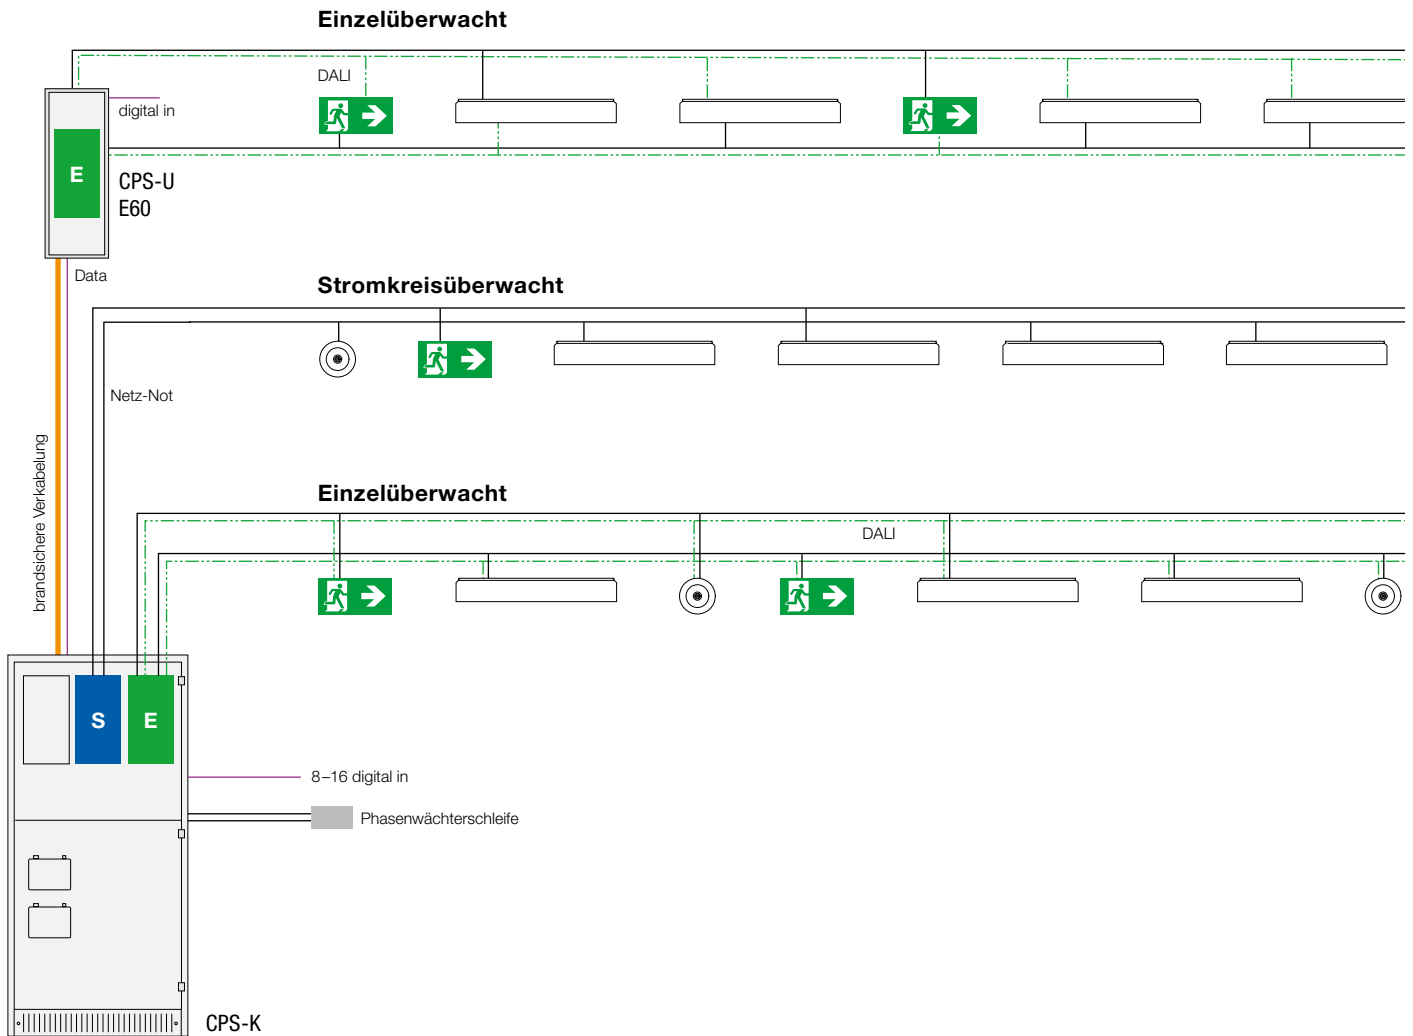 Einzelüberwacht
DALI
digital in
E
CPS-U
E60
Data
Stromkreisüberwacht
Netz-Not
brandsichere Verkabelung
Einzelüberwacht
DALI
S
E
8–16 digital in
Phasenwächterschleife
CPS-K